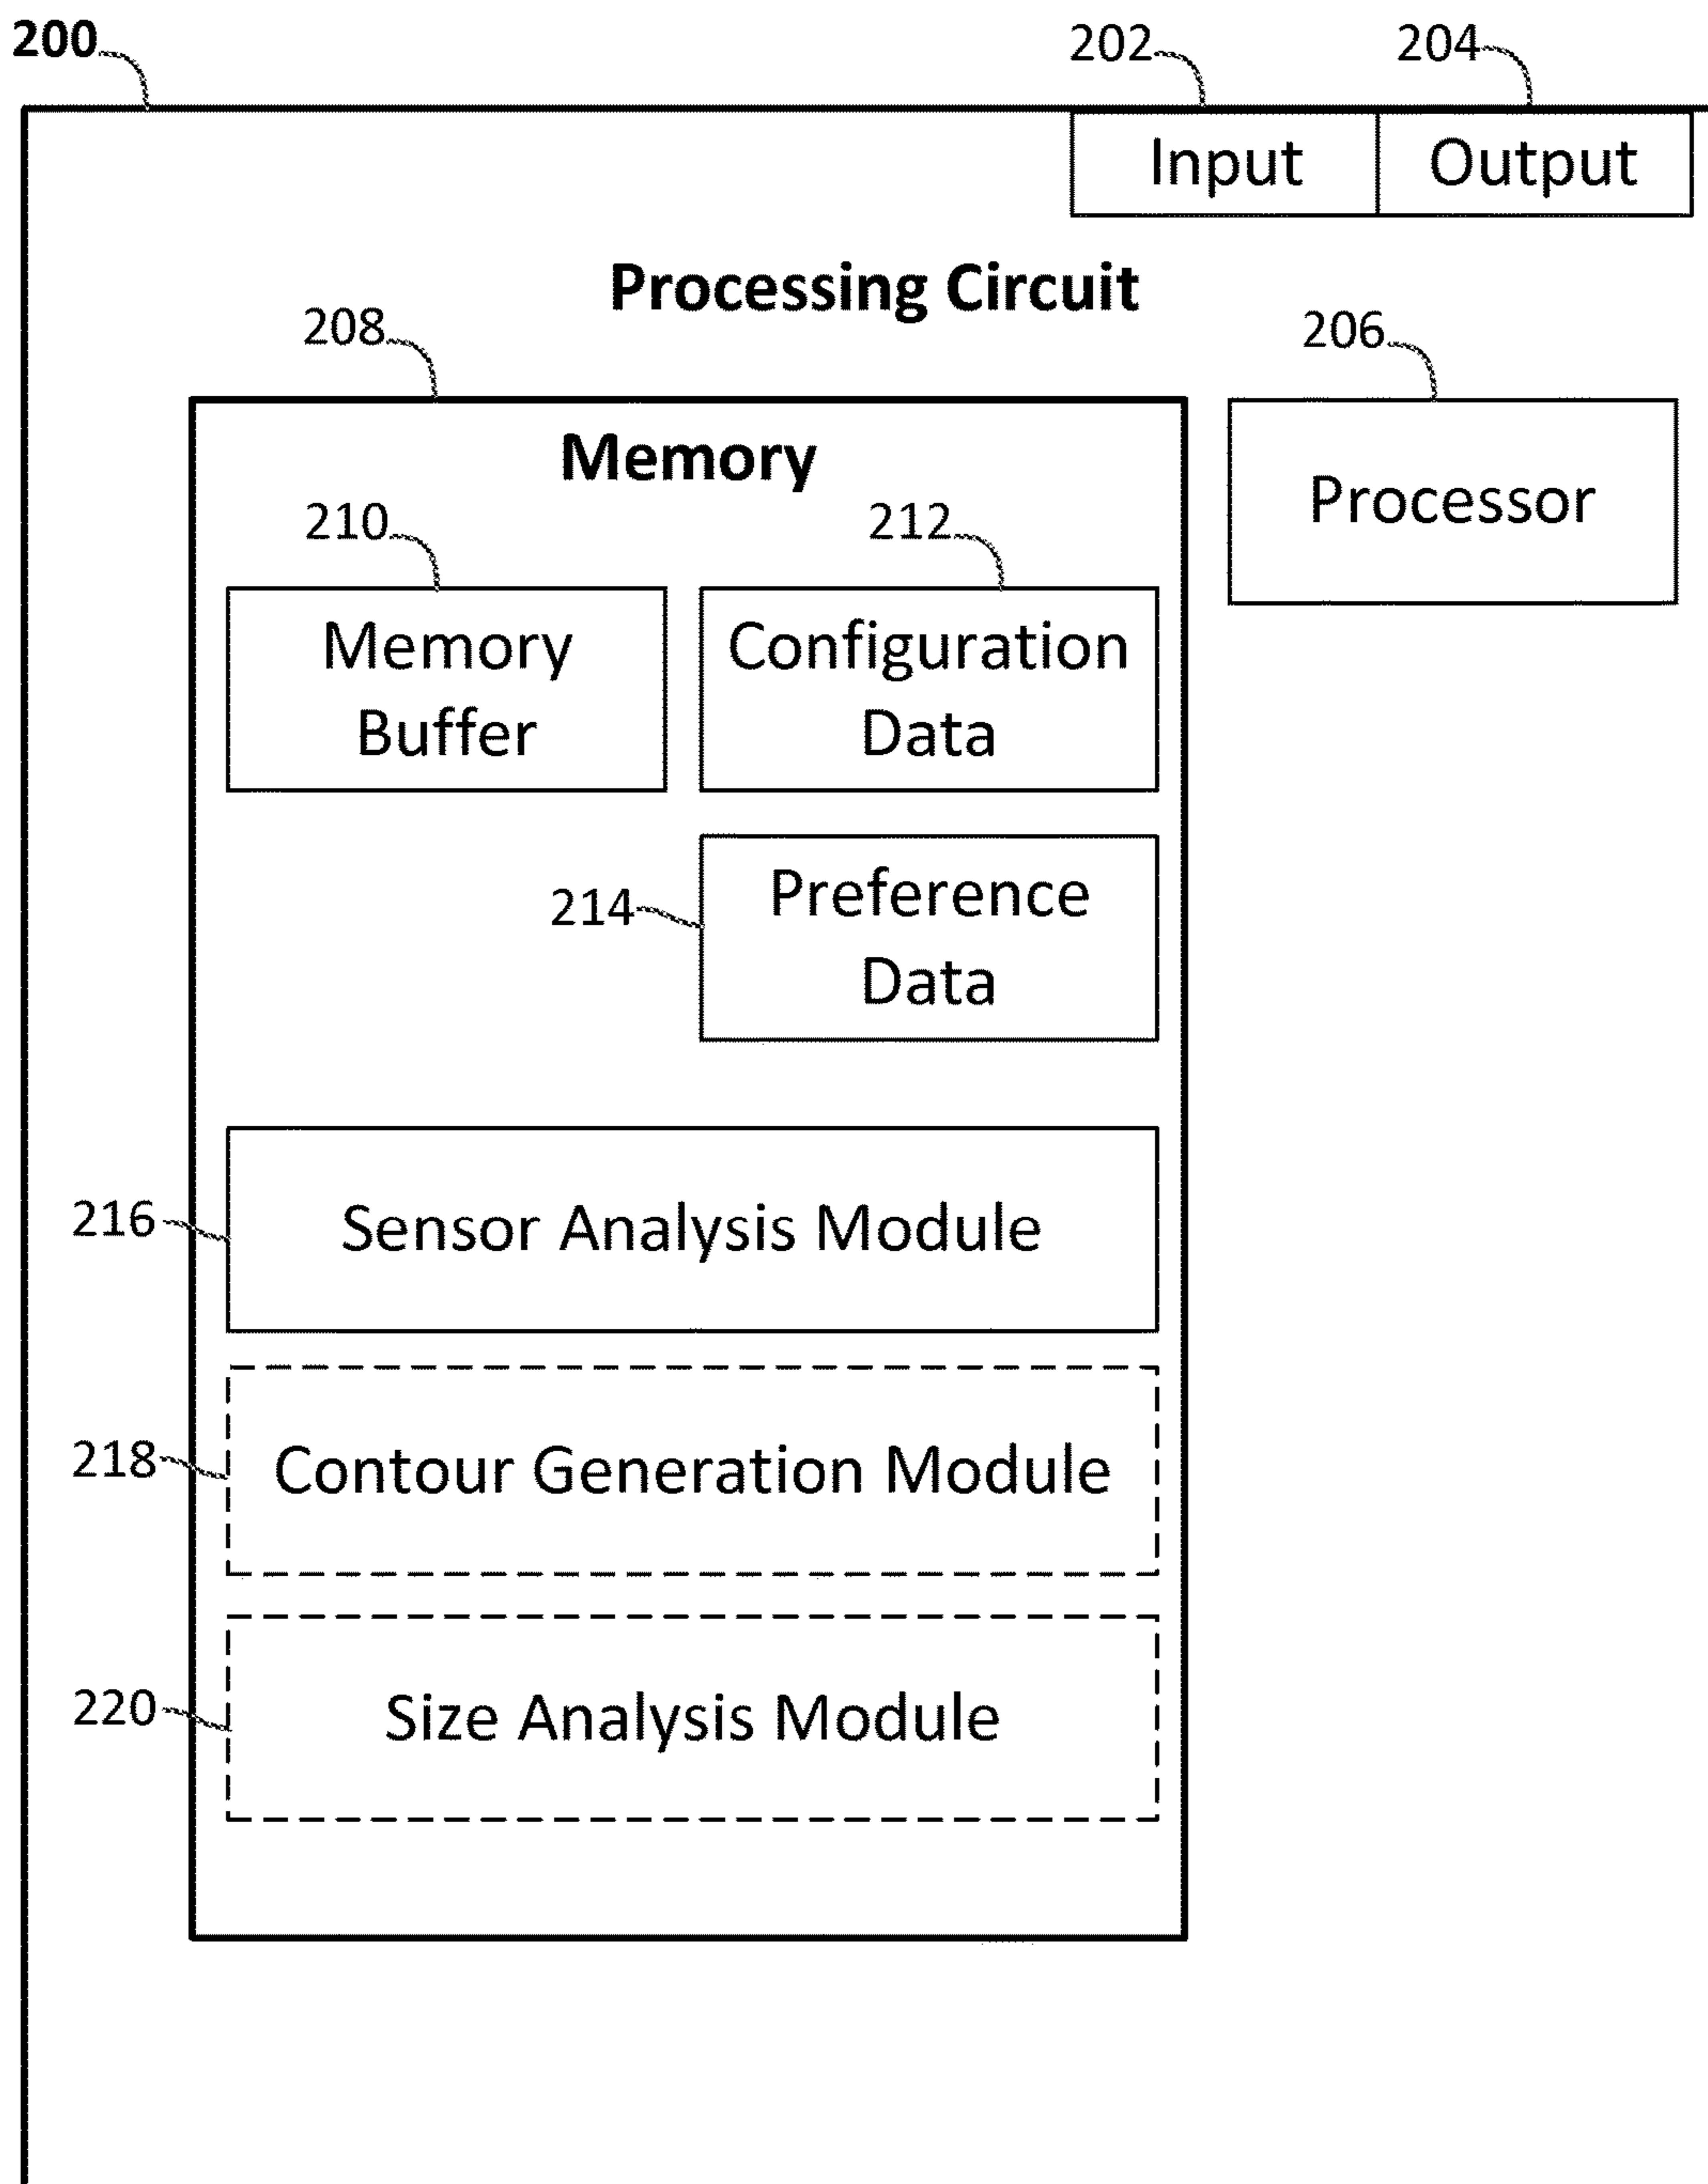 200
202
204
Input
Output
Processing Circuit
208
206
Memory
Processor
210
212
Memory
Buffer
Configuration
Data
214
Preference
Data
216
Sensor Analysis Module
218
Contour Generation Module
220
Size Analysis Module